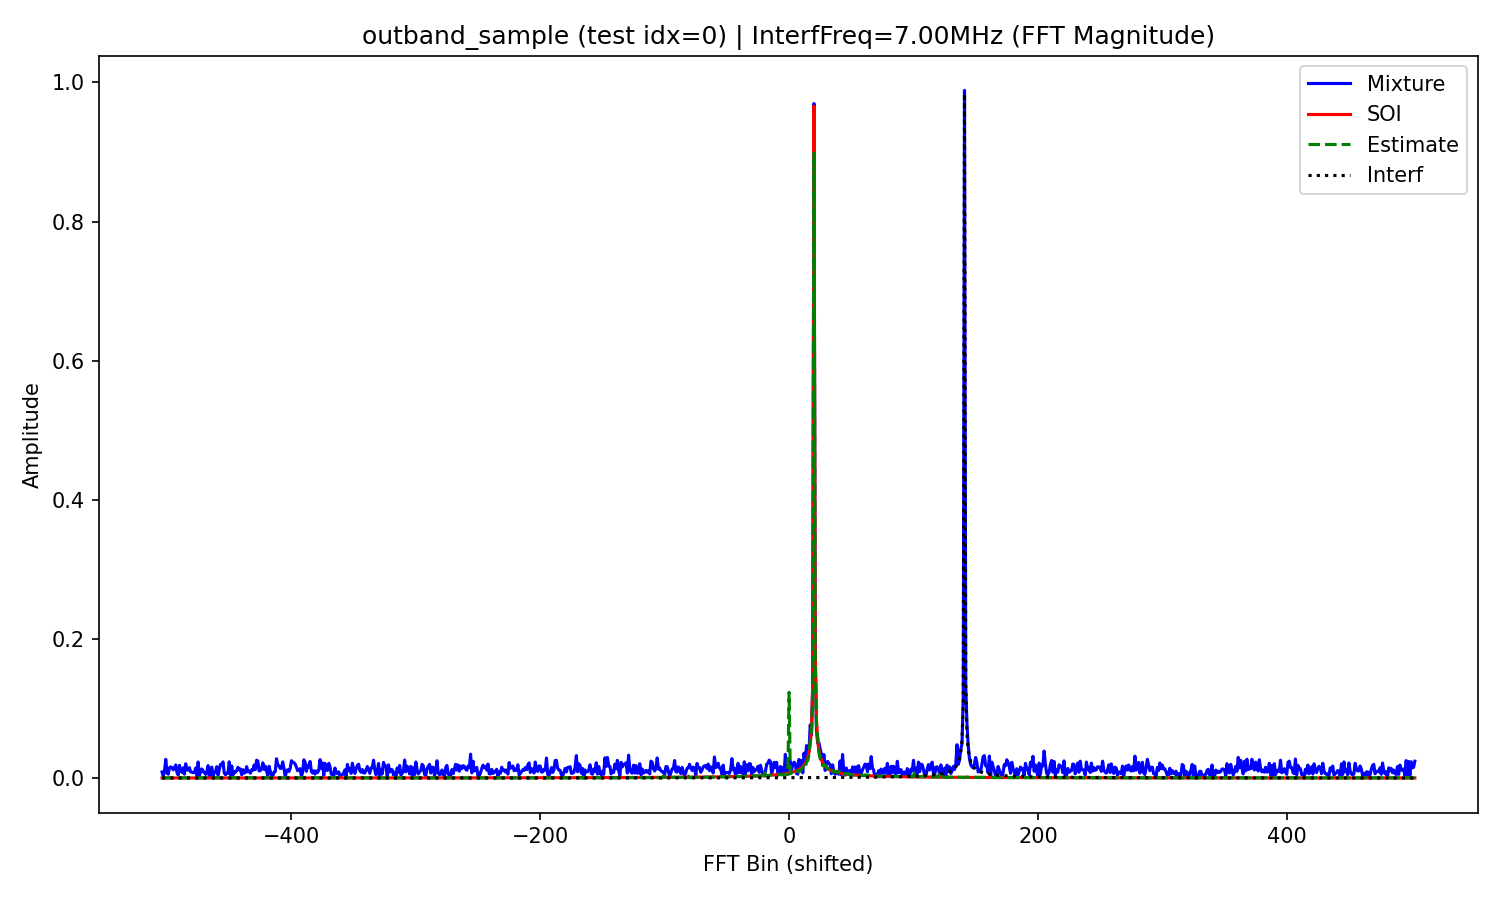 outband_sample (test idx=0) | InterfFreq=7.00MHz (FFT Magnitude)
Mixture
SOI
Estimate
Interf
1.0
0.8
0.6
0.4
0.2
0.0
Amplitude
−400
−200
0
200
400
FFT Bin (shifted)